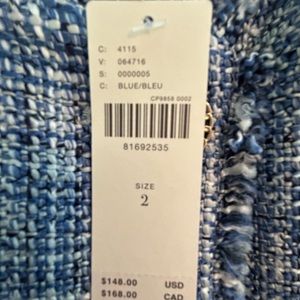 C: 4115
V: 064716
S: 0000005
C: BLUE/BLEU
CP9858 0002
81692535
SIZE
2
$148.00 USD
$168.00 CAD